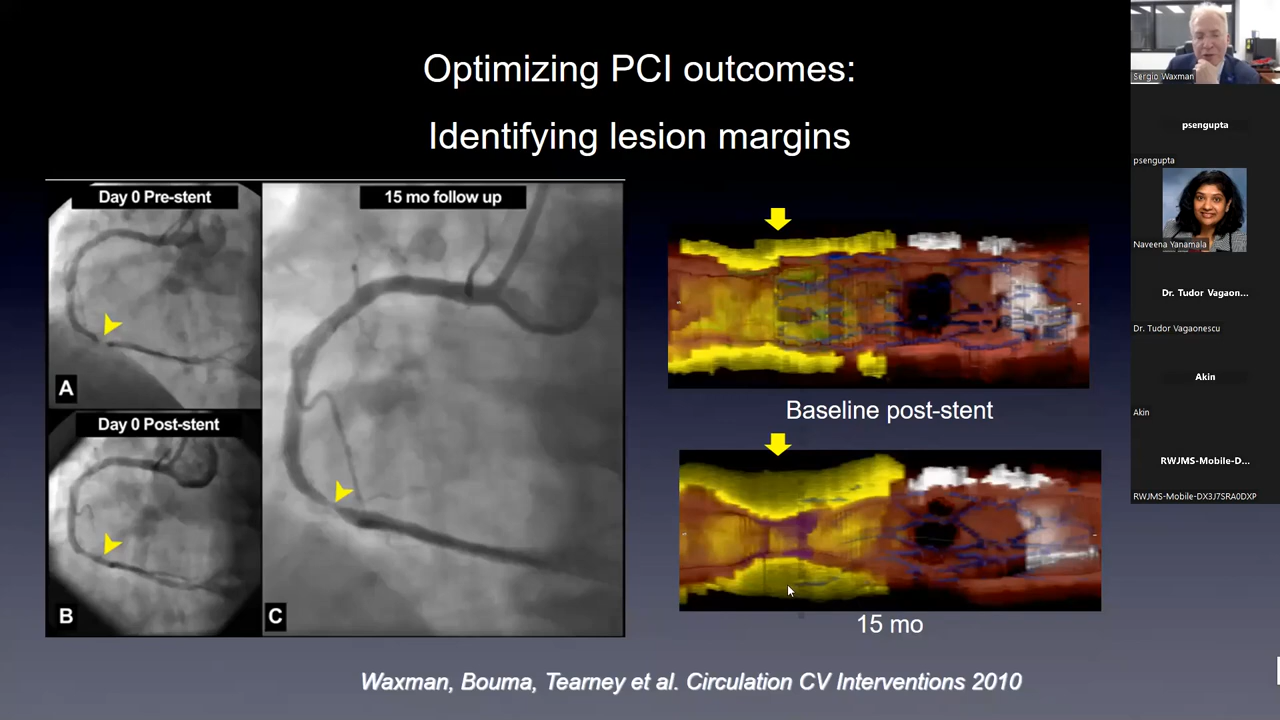 Optimizing PCI outcomes:
Identifying lesion margins
Day 0 Pre-stent
15 mo follow up
A
Day 0 Post-stent
B
C
Baseline post-stent
15 mo
Waxman, Bouma, Tearney et al. Circulation CV Interventions 2010
Sergio Waxman
psengupta
psengupta
Naveena Yanamala
Dr. Tudor Vagaon...
Dr. Tudor Vagaonescu
Akin
Akin
RWJMS-Mobile-D...
RWJMS-Mobile-DX3J7SRA0DXP